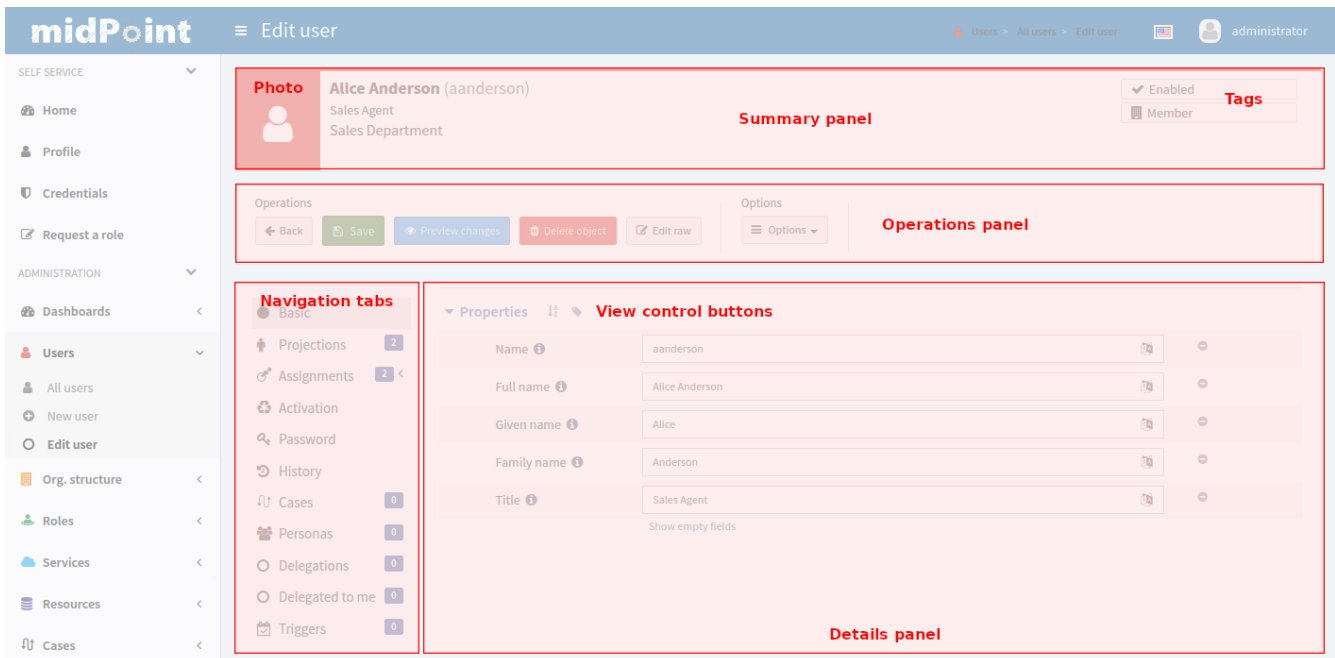 midPoint
Edit user
Users > All users > Edit user
administrator
SELF SERVICE
Home
Profile
Credentials
Request a role
ADMINISTRATION
Dashboards
Users
All users
New user
Edit user
Org. structure
Roles
Services
Resources
Cases
Photo
Alice Anderson (aanderson)
Sales Agent
Sales Department
Summary panel
Enabled
Tags
Member
Operations
Back
Save
Preview changes
Delete object
Edit raw
Options
Options
Operations panel
Navigation tabs
Basic
Projections 2
Assignments 2
Activation
Password
History
Cases 0
Personas 0
Delegations 0
Delegated to me 0
Triggers 0
Properties
View control buttons
Name aanderson
Full name Alice Anderson
Given name Alice
Family name Anderson
Title Sales Agent
Show empty fields
Details panel